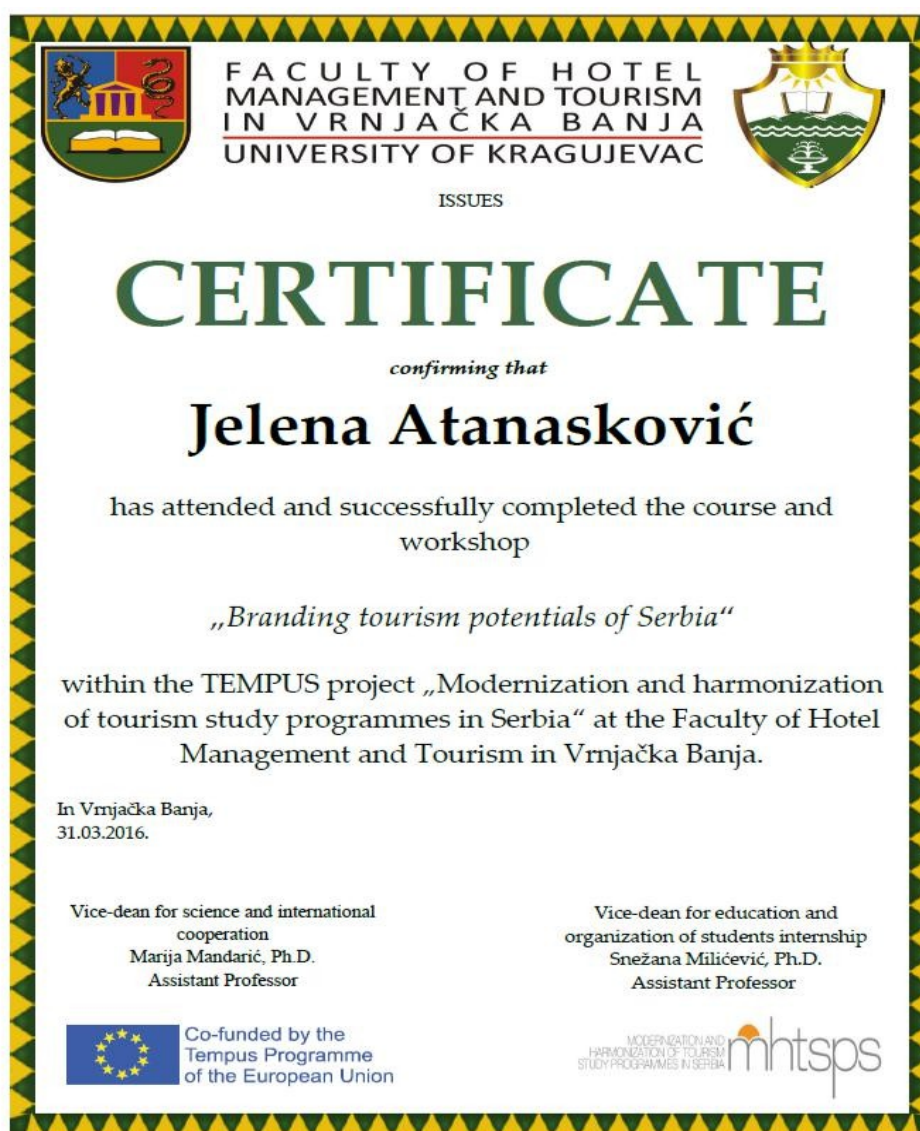 FACULTY OF HOTEL
MANAGEMENT AND TOURISM
IN VRNJAČKA BANJA
UNIVERSITY OF KRAGUJEVAC
ISSUES
CERTIFICATE
confirming that
Jelena Atanasković
has attended and successfully completed the course and
workshop
„Branding tourism potentials of Serbia“
within the TEMPUS project „Modernization and harmonization
of tourism study programmes in Serbia“ at the Faculty of Hotel
Management and Tourism in Vrnjačka Banja.
In Vrnjačka Banja,
31.03.2016.
Vice-dean for science and international
cooperation
Marija Mandarić, Ph.D.
Assistant Professor
Vice-dean for education and
organization of students internship
Snežana Milićević, Ph.D.
Assistant Professor
Co-funded by the
Tempus Programme
of the European Union
MODERNIZATION AND
HARMONIZATION OF TOURISM
STUDY PROGRAMMES IN SERBIA
mhtsps